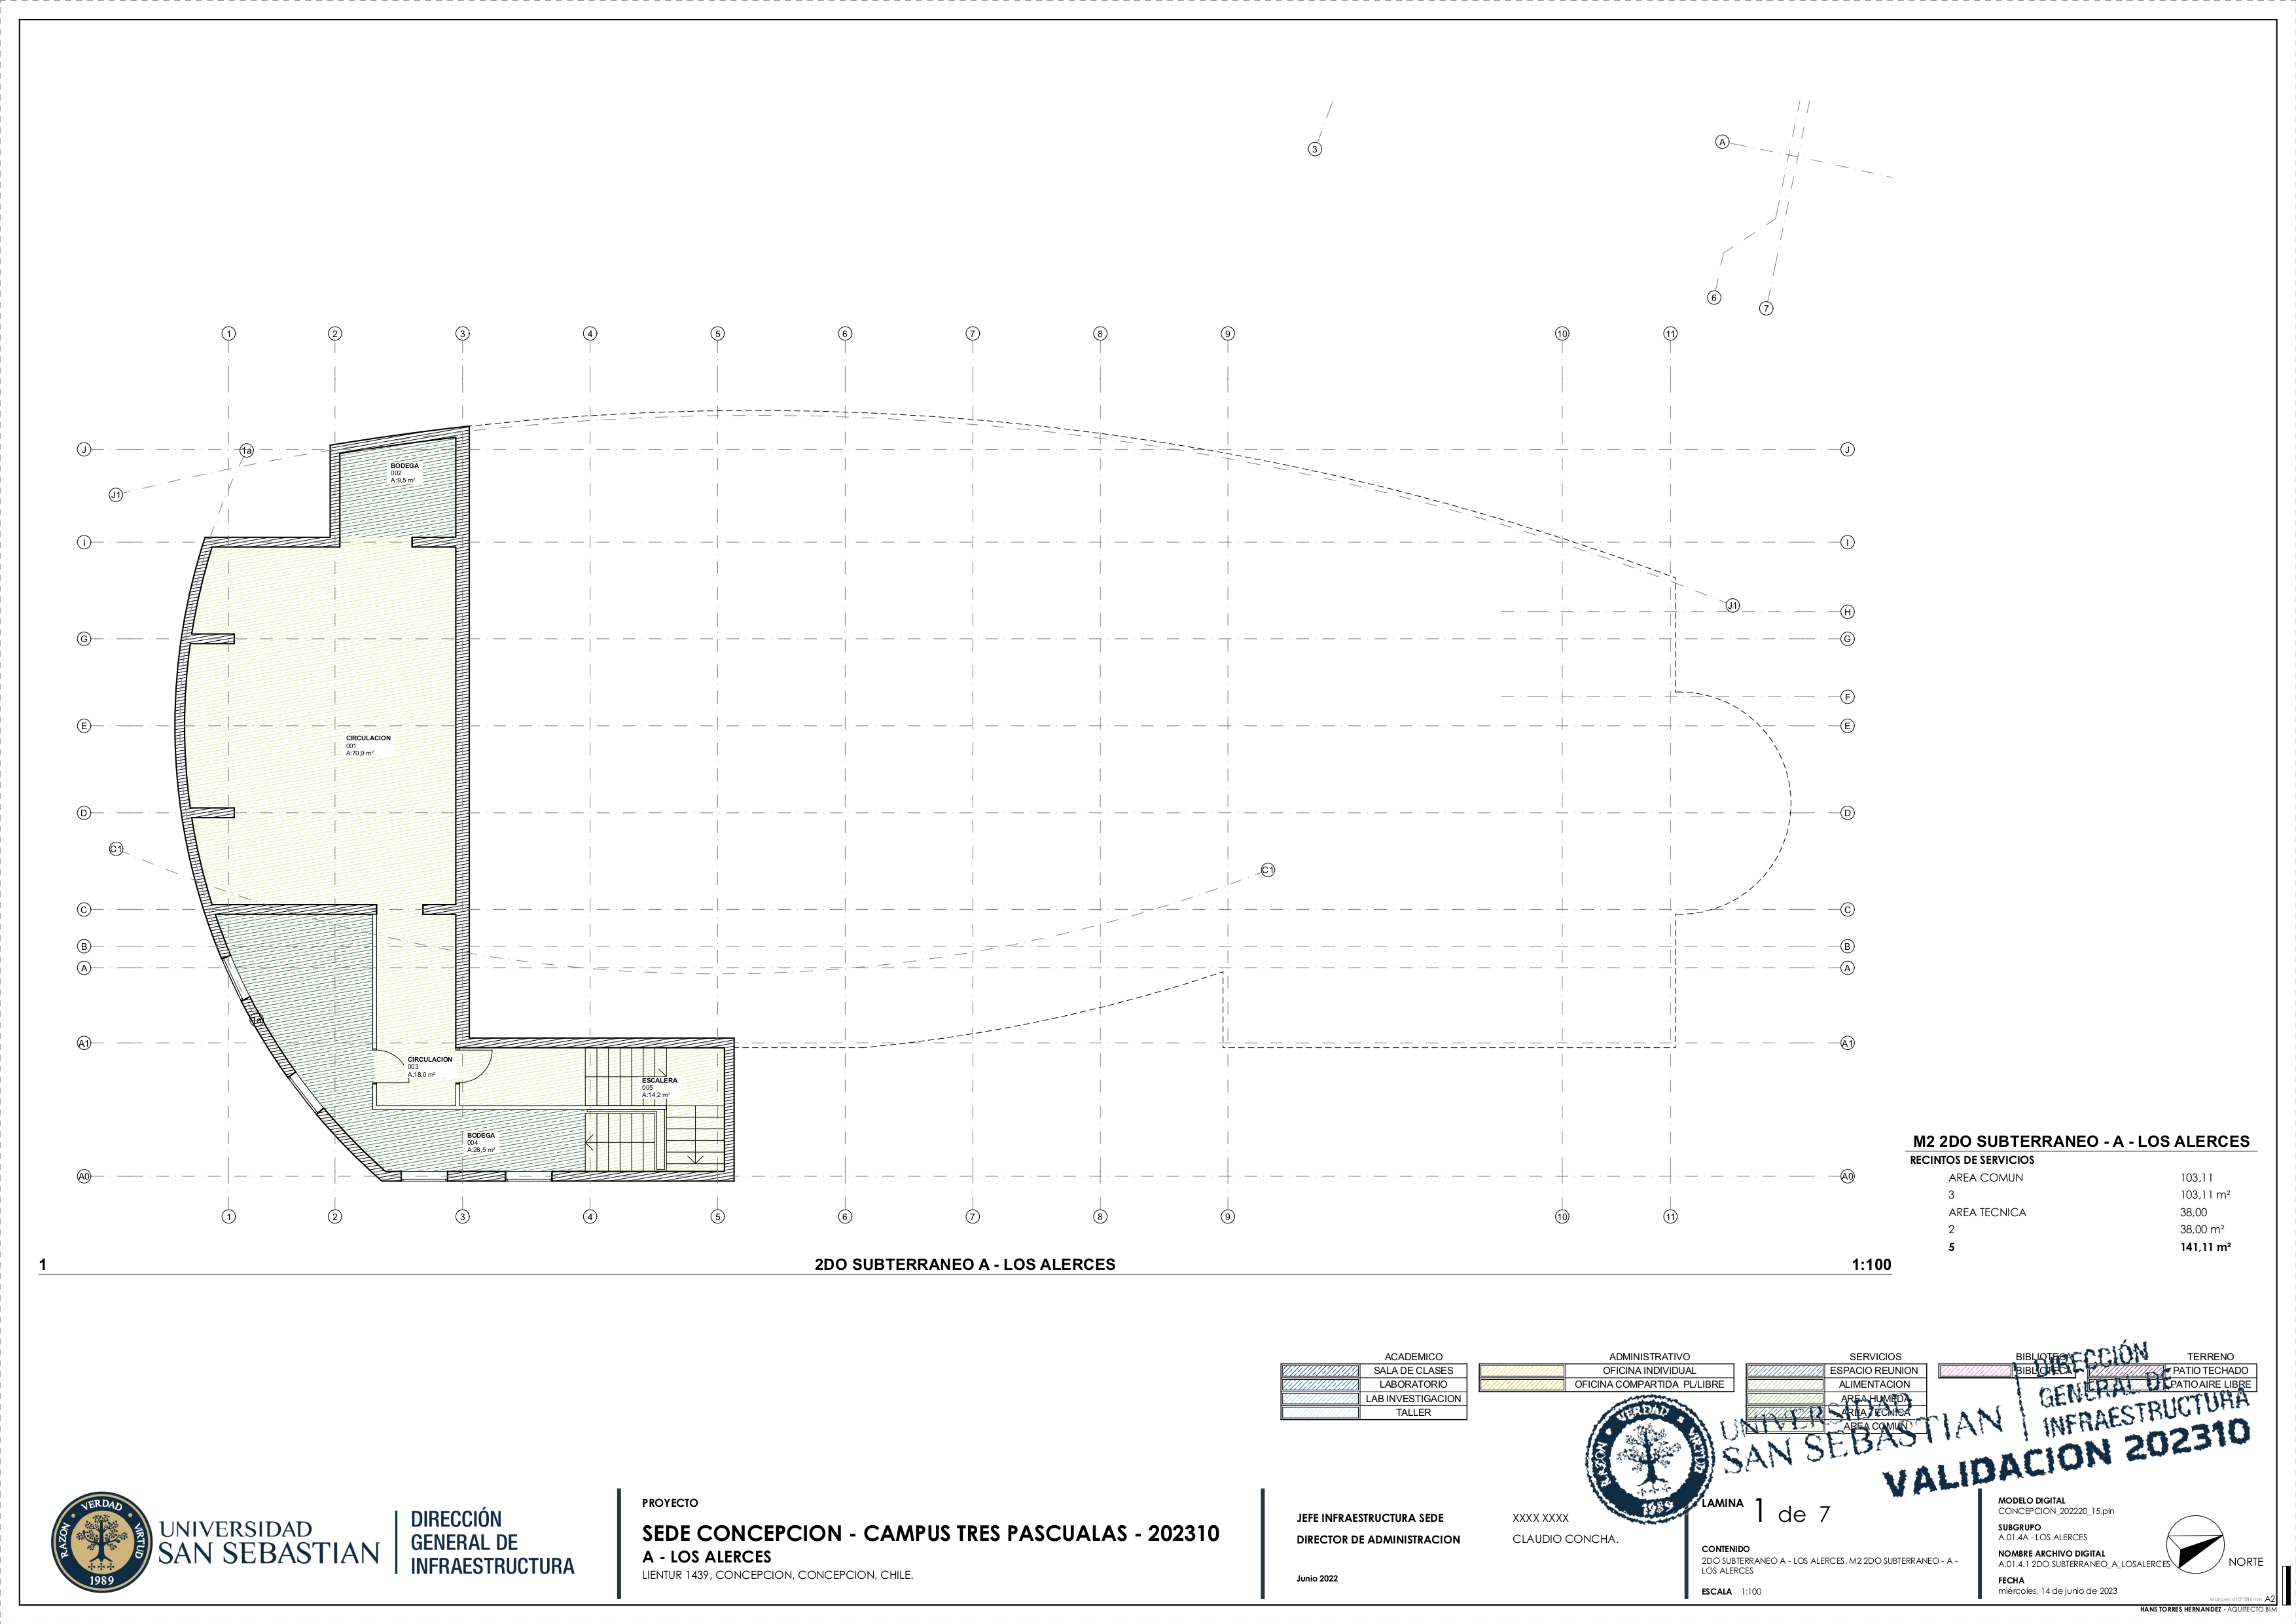 3
A
6
7
1
2
3
4
5
6
7
8
9
10
11
J
1a
J
J1
BODEGA
002
A:9,5 m²
I
I
J1
H
G
G
F
E
E
CIRCULACION
001
A:70,9 m²
D
D
C1
C1
C
C
B
B
A
A
1a
A1
A1
CIRCULACION
003
A:18,0 m²
ESCALERA
005
A:14,2 m²
BODEGA
004
A:28,5 m²
A0
A0
1
2
3
4
5
6
7
8
9
10
11
M2 2DO SUBTERRANEO - A - LOS ALERCES
RECINTOS DE SERVICIOS
AREA COMUN 103,11
3 103,11 m²
AREA TECNICA 38,00
2 38,00 m²
5 141,11 m²
1 2DO SUBTERRANEO A - LOS ALERCES 1:100
ACADEMICO
SALA DE CLASES
LABORATORIO
LAB INVESTIGACION
TALLER
ADMINISTRATIVO
OFICINA INDIVIDUAL
OFICINA COMPARTIDA PL/LIBRE
SERVICIOS
ESPACIO REUNION
ALIMENTACION
AREA HUMEDA
AREA TECNICA
AREA COMUN
BIBLIOTECA
BIBLIOTECA
TERRENO
PATIO TECHADO
PATIO AIRE LIBRE
VERDAD
RAZON
VIRTUD
1989
UNIVERSIDAD
SAN SEBASTIAN
DIRECCIÓN
GENERAL DE
INFRAESTRUCTURA
VALIDACION 202310
VERDAD
RAZON
VIRTUD
1989
UNIVERSIDAD
SAN SEBASTIAN
DIRECCIÓN
GENERAL DE
INFRAESTRUCTURA
PROYECTO
SEDE CONCEPCION - CAMPUS TRES PASCUALAS - 202310
A - LOS ALERCES
LIENTUR 1439, CONCEPCION, CONCEPCION, CHILE.
JEFE INFRAESTRUCTURA SEDE XXXX XXXX
DIRECTOR DE ADMINISTRACION CLAUDIO CONCHA.
Junio 2022
LAMINA 1 de 7
CONTENIDO
2DO SUBTERRANEO A - LOS ALERCES, M2 2DO SUBTERRANEO - A -
LOS ALERCES
ESCALA 1:100
MODELO DIGITAL
CONCEPCION_202220_15.pln
SUBGRUPO
A.01.4A - LOS ALERCES
NOMBRE ARCHIVO DIGITAL
A.01.4.1 2DO SUBTERRANEO_A_LOSALERCES
FECHA
miércoles, 14 de junio de 2023
NORTE
A2
HANS TORRES HERNANDEZ - AQUITECTO BIM